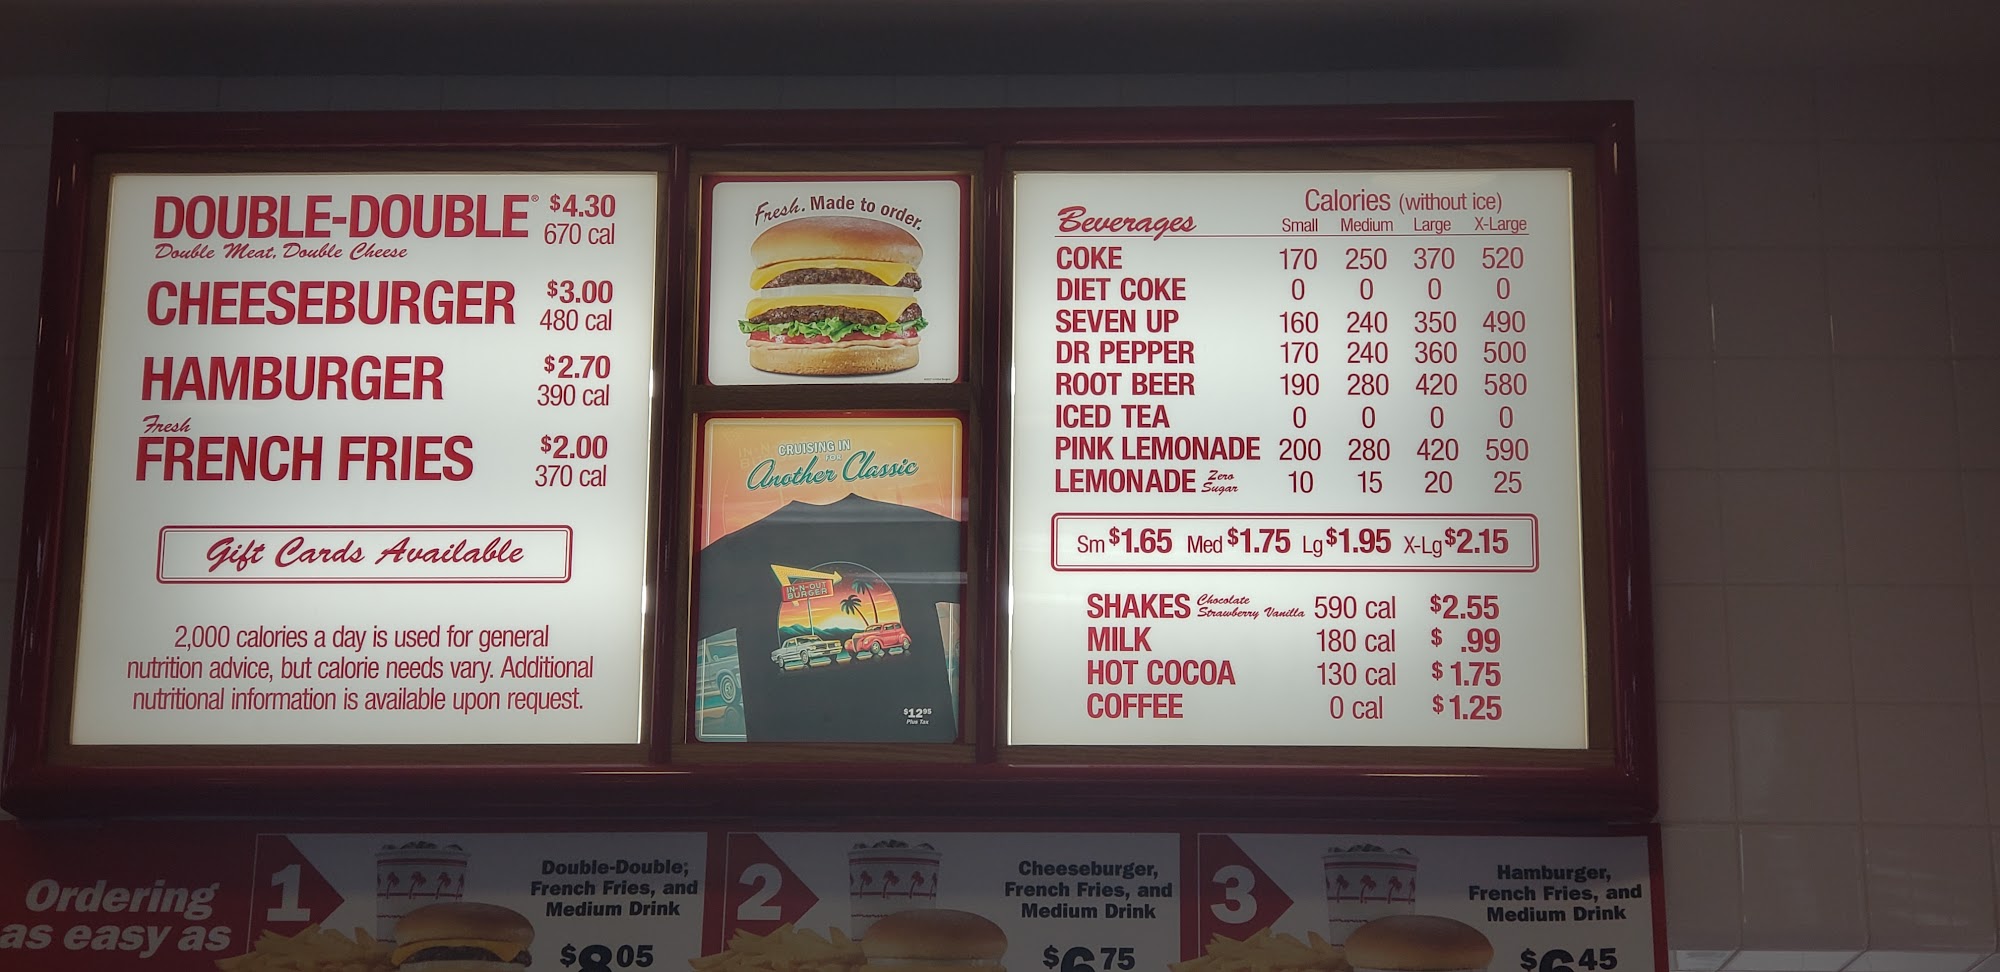 DOUBLE-DOUBLE® $4.30
Double Meat, Double Cheese 670 cal
CHEESEBURGER $3.00
480 cal
HAMBURGER $2.70
390 cal
Fresh
FRENCH FRIES $2.00
370 cal
Gift Cards Available
2,000 calories a day is used for general
nutrition advice, but calorie needs vary. Additional
nutritional information is available upon request.
Fresh. Made to order.
CRUISING IN
FOR
Another Classic
IN-N-OUT
BURGER
$12.95
Plus Tax
Calories (without ice)
Beverages Small Medium Large X-Large
COKE 170 250 370 520
DIET COKE 0 0 0 0
SEVEN UP 160 240 350 490
DR PEPPER 170 240 360 500
ROOT BEER 190 280 420 580
ICED TEA 0 0 0 0
PINK LEMONADE 200 280 420 590
LEMONADE Zero Sugar 10 15 20 25
Sm $1.65 Med $1.75 Lg $1.95 X-Lg $2.15
SHAKES Chocolate Strawberry Vanilla 590 cal $2.55
MILK 180 cal $ .99
HOT COCOA 130 cal $1.75
COFFEE 0 cal $1.25
Ordering
as easy as
1
Double-Double,
French Fries, and
Medium Drink
$8.05
2
Cheeseburger,
French Fries, and
Medium Drink
$6.75
3
Hamburger,
French Fries, and
Medium Drink
$6.45